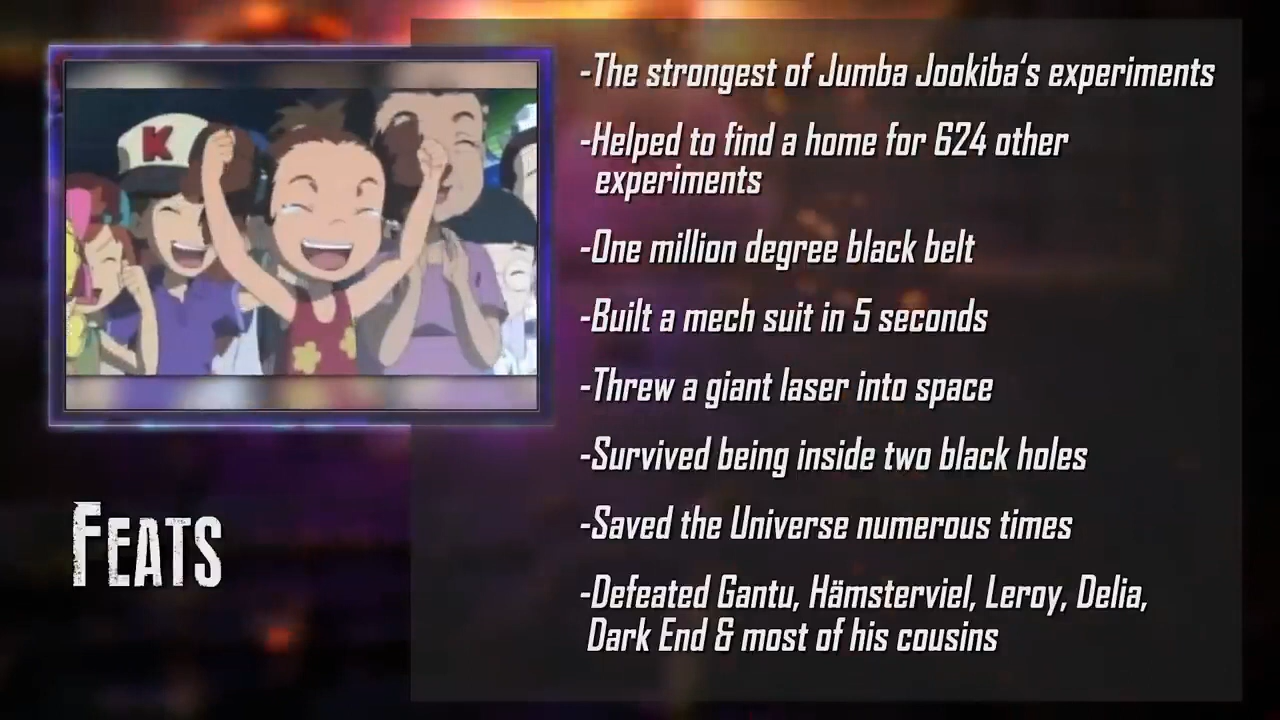 K
-The strongest of Jumba Jookiba's experiments
-Helped to find a home for 624 other
experiments
-One million degree black belt
-Built a mech suit in 5 seconds
-Threw a giant laser into space
-Survived being inside two black holes
-Saved the Universe numerous times
-Defeated Gantu, Hämsterviel, Leroy, Delia,
Dark End & most of his cousins
Feats